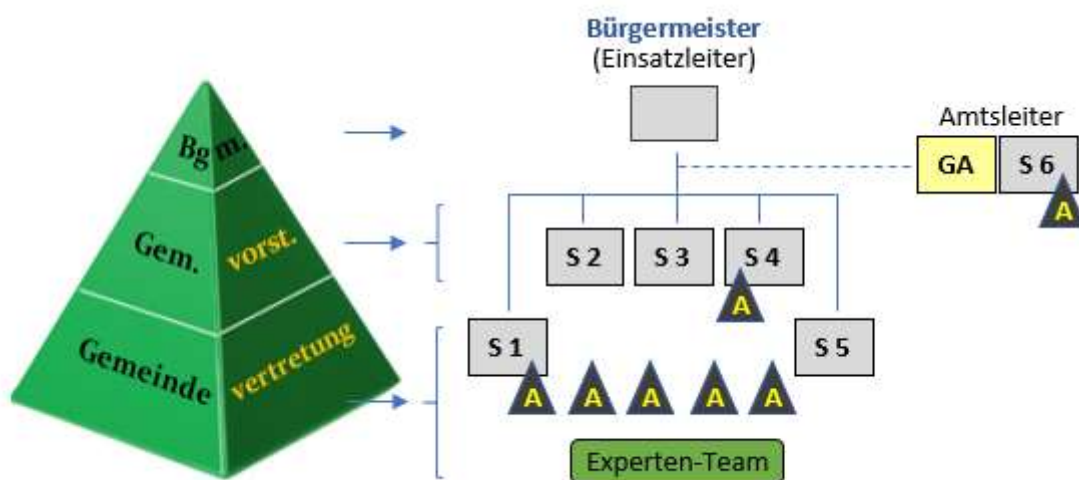 Bürgermeister
(Einsatzleiter)
Amtsleiter
GA
S 6
A
Bgm.
Gem. vorst.
S 2
S 3
S 4
A
Gemeinde vertretung
S 1
S 5
A
A
A
A
A
Experten-Team